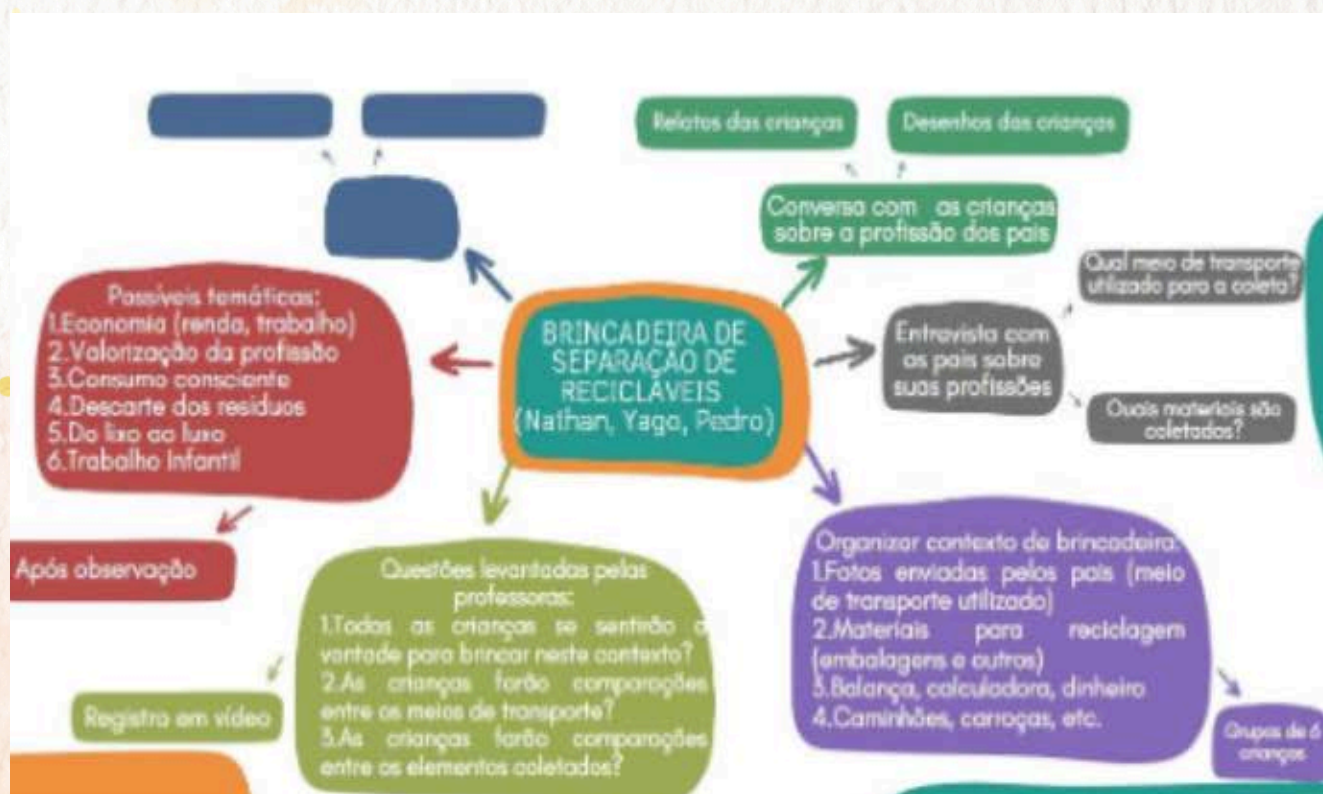 Relatos das crianças
Desenhos das crianças
Conversa com as crianças
sobre a profissão dos pais
Qual meio de transporte
utilizado para a coleta?
Possíveis temáticas:
1.Economia (renda, trabalho)
2.Valorização da profissão
3.Consumo consciente
4.Descarte dos resíduos
5.Do lixo ao luxo
6.Trabalho Infantil
BRINCADEIRA DE
SEPARAÇÃO DE
RECICLÁVEIS
(Nathan, Yago, Pedro)
Entrevista com
os pais sobre
suas profissões
Quais materiais são
coletados?
Após observação
Questões levantadas pelas
professoras:
1.Todas as crianças se sentirão a
vontade para brincar neste contexto?
2.As crianças farão comparações
entre os meios de transporte?
3.As crianças farão comparações
entre os elementos coletados?
Registro em vídeo
Organizar contexto de brincadeira:
1.Fotos enviadas pelos pais (meio
de transporte utilizado)
2.Materiais para reciclagem
(embalagens e outros)
3.Balança, calculadora, dinheiro
4.Caminhões, carroças, etc.
Grupos de 6
crianças